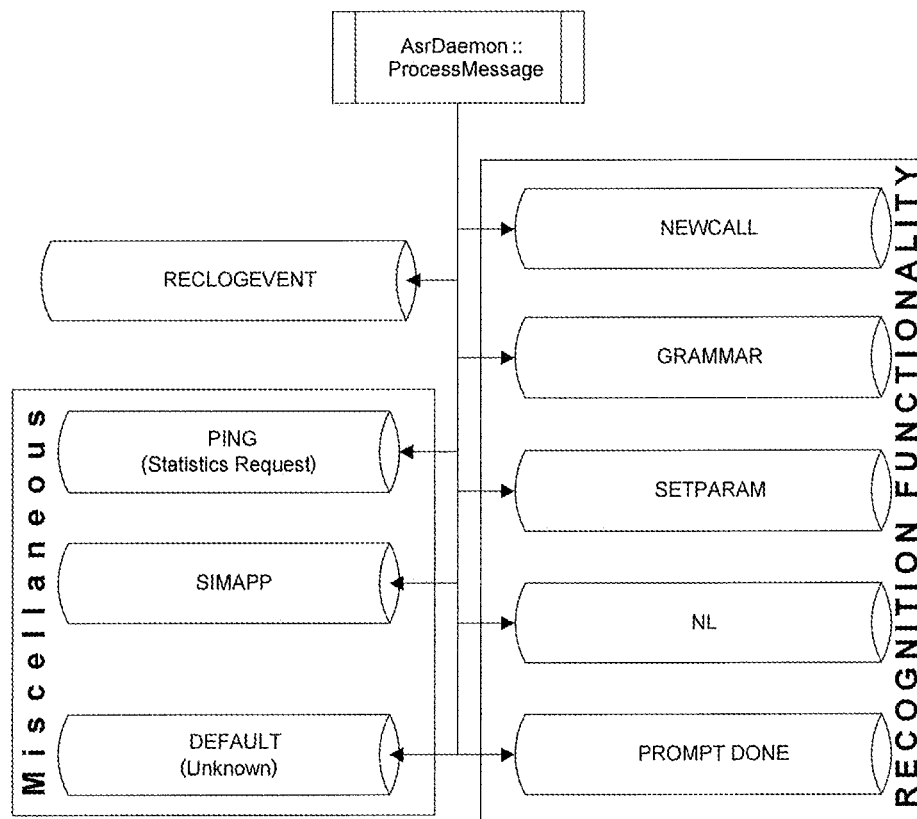 AsrDaemon ::
ProcessMessage
RECLOGEVENT
Miscellaneous
PING
(Statistics Request)
SIMAPP
DEFAULT
(Unknown)
RECOGNITION FUNCTIONALITY
NEWCALL
GRAMMAR
SETPARAM
NL
PROMPT DONE